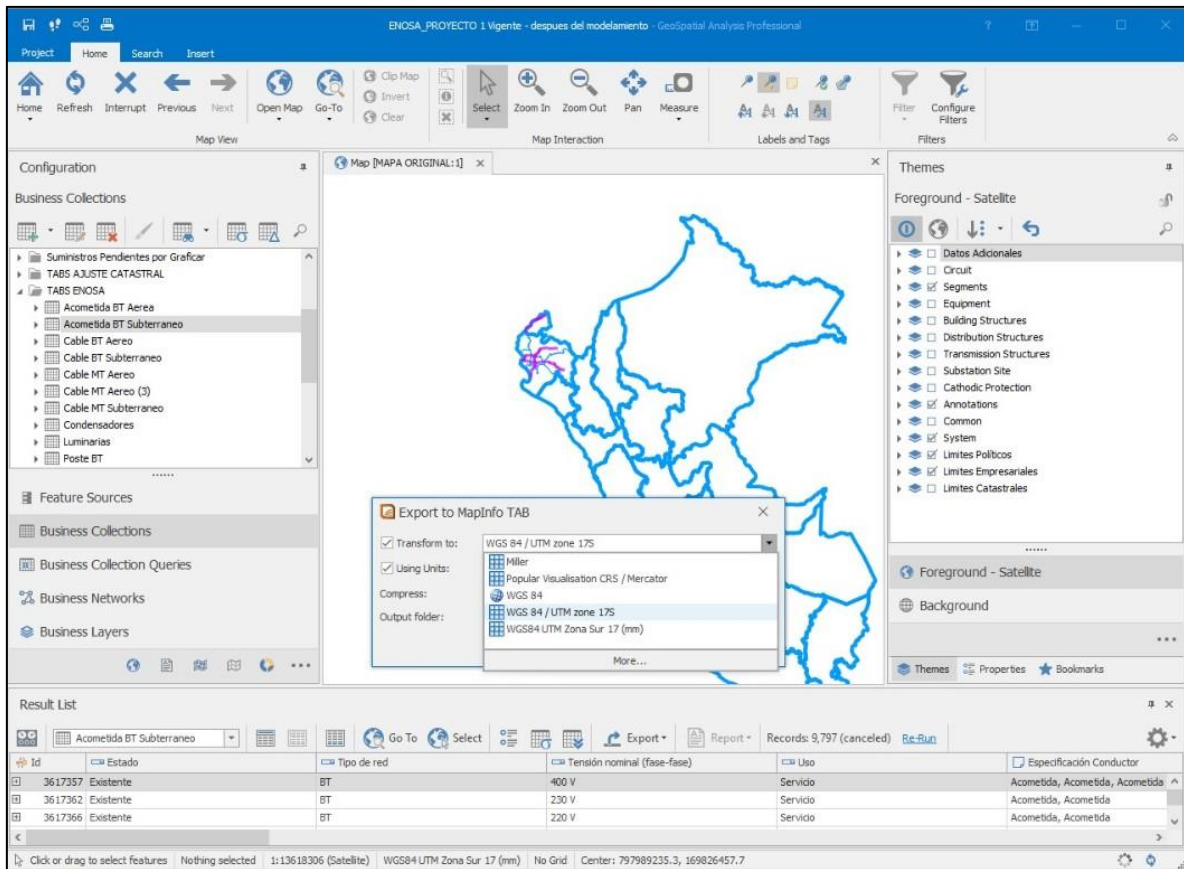 ENOSA_PROYECTO 1 Vigente - despues del modelamiento - GeoSpatial Analysis Professional
Project Home Search Insert
Home Refresh Interrupt Previous Next Open Map Go-To Clip Map Invert Clear Select Zoom In Zoom Out Pan Measure Filter Configure Filters
Map View Map Interaction Labels and Tags Filters
Configuration
Business Collections
Suministros Pendientes por Graficar
TABS AJUSTE CATASTRAL
TABS ENOSA
Acometida BT Aerea
Acometida BT Subterraneo
Cable BT Aereo
Cable BT Subterraneo
Cable MT Aereo
Cable MT Aereo (3)
Cable MT Subterraneo
Condensadores
Luminarias
Poste BT
Feature Sources
Business Collections
Business Collection Queries
Business Networks
Business Layers
Map [MAPA ORIGINAL:1]
Export to MapInfo TAB
Transform to: WGS 84 / UTM zone 17S
Using Units:
Compress:
Output folder:
Miller
Popular Visualisation CRS / Mercator
WGS 84
WGS 84 / UTM zone 17S
WGS84 UTM Zona Sur 17 (mm)
More...
Themes
Foreground - Satellite
Datos Adicionales
Circuit
Segments
Equipment
Building Structures
Distribution Structures
Transmission Structures
Substation Site
Cathodic Protection
Annotations
Common
System
Limites Políticos
Limites Empresariales
Limites Catastrales
Foreground - Satellite
Background
Themes Properties Bookmarks
Result List
Acometida BT Subterraneo Go To Select Export Report Records: 9,797 (canceled) Re-Run
Id Estado Tipo de red Tensión nominal (fase-fase) Uso Especificación Conductor
3617357 Existente BT 400 V Servicio Acometida, Acometida, Acometida
3617362 Existente BT 230 V Servicio Acometida, Acometida
3617366 Existente BT 220 V Servicio Acometida, Acometida
Click or drag to select features Nothing selected 1:13618306 (Satellite) WGS84 UTM Zona Sur 17 (mm) No Grid Center: 797989235.3, 169826457.7